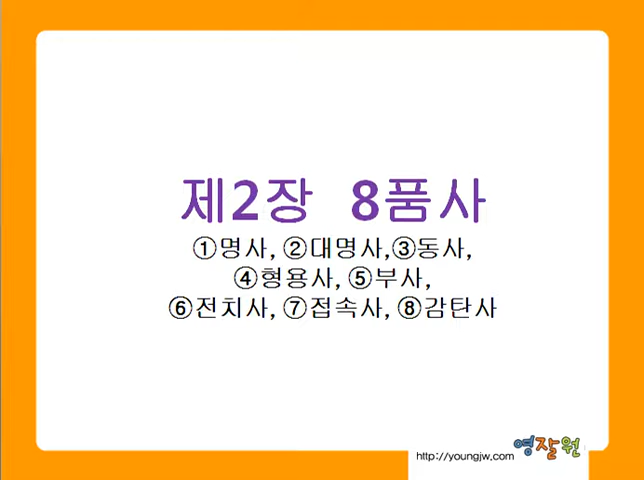 제2장 8품사
①명사, ②대명사,③동사,
④형용사, ⑤부사,
⑥전치사, ⑦접속사, ⑧감탄사
http://youngjw.com 영잘원